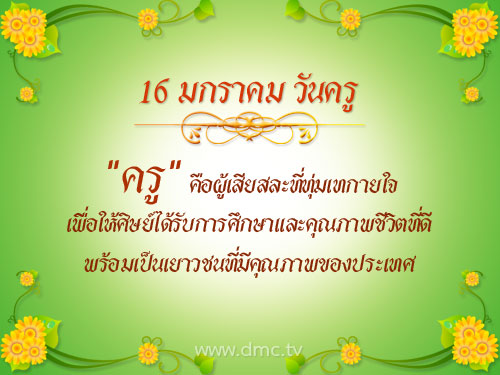 16 มกราคม วันครู
"ครู" คือผู้เสียสละที่ทุ่มเทกายใจ
เพื่อให้ศิษย์ได้รับการศึกษาและคุณภาพชีวิตที่ดี
พร้อมเป็นเยาวชนที่มีคุณภาพของประเทศ
www.dmc.tv